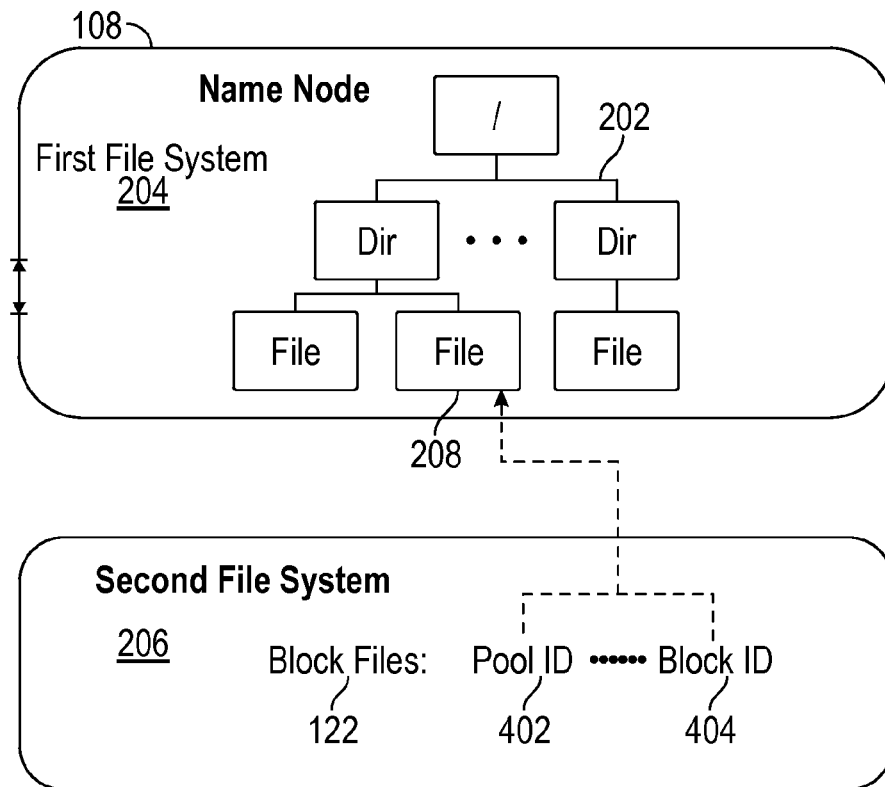 108
Name Node
/
202
First File System
204
Dir • • • Dir
File File File
208
Second File System
206
Block Files: Pool ID •••••• Block ID
122 402 404